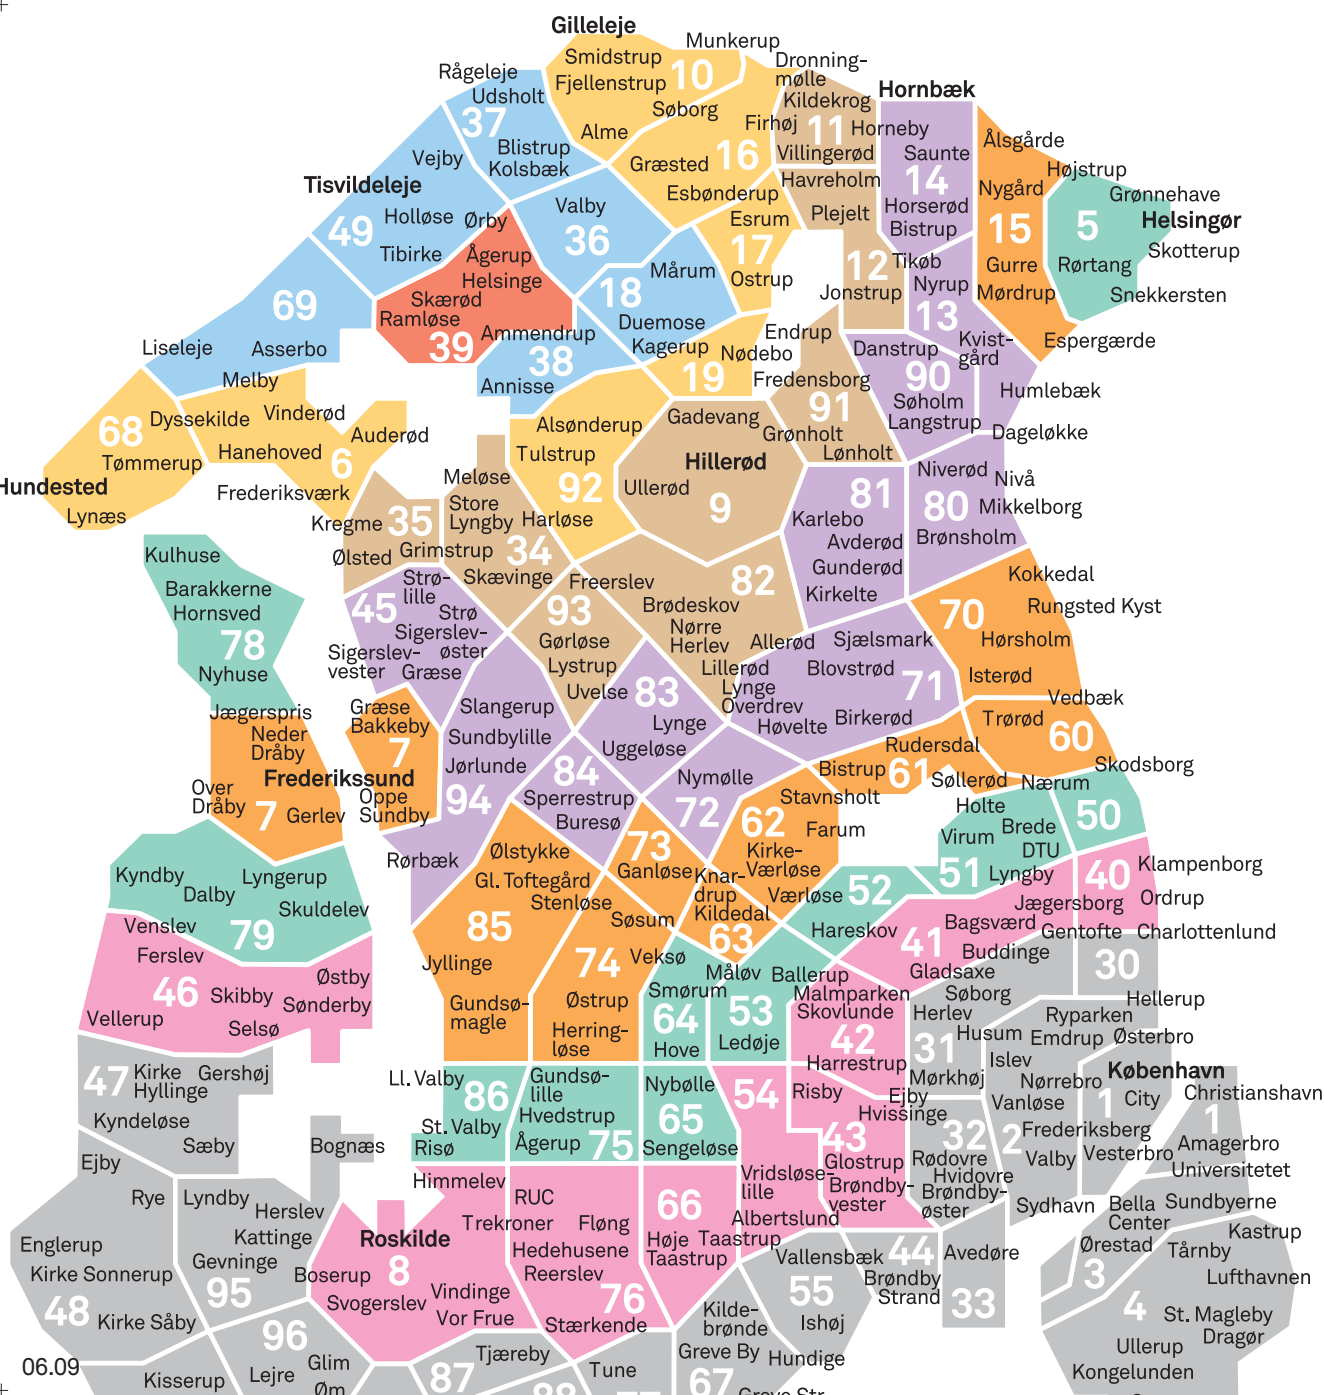 Gilleleje
Munkerup
Smidstrup
Fjellenstrup
10
Dronning-
mølle
Rågeleje
Udsholt
Søborg
Kildekrog
Hornbæk
37
Alme
Firhøj
11
Horneby
Ålsgårde
Blistrup
Kolsbæk
Vejby
Græsted
16
Villingerød
Saunte
Højstrup
Tisvildeleje
Esbønderup
Havreholm
14
Nygård
Grønnehave
Holløse
Ørby
Valby
Esrum
Plejelt
Horserød
Bistrup
15
5
Helsingør
49
36
17
Skotterup
Tibirke
Ågerup
Helsinge
Mårum
Ostrup
12
Tikøb
Nyrup
Gurre
Rørtang
Mørdrup
Snekkersten
69
Skærød
Ramløse
18
Jonstrup
13
Duemose
Kagerup
Ammendrup
39
38
Endrup
Nødebo
Danstrup
Kvist-
gård
Espergærde
Liseleje
Asserbo
Annisse
19
Fredensborg
90
Humlebæk
Melby
Søholm
Langstrup
91
Dyssekilde
Vinderød
68
Auderød
Alsønderup
Gadevang
Grønholt
Dageløkke
Tømmerup
Hanehoved
6
Tulstrup
Hillerød
Lønholt
Niverød
Nivå
Hundested
Frederiksværk
Meløse
92
Ullerød
9
81
80
Mikkelborg
Lynæs
Kregme
35
Store
Lyngby
Harløse
Karlebo
Brønsholm
Ølsted
Grimstrup
34
Avderød
Gunderød
Kirkelte
Kulhuse
Skævinge
Freerslev
82
Kokkedal
Barakkerne
Hornsved
Strø-
lille
45
Strø
93
Brødeskov
70
Rungsted Kyst
78
Sigerslev-
øster
Gørløse
Nørre
Herlev
Allerød
Sjælsmark
Hørsholm
Nyhuse
Sigerslev-
vester
Græse
Lystrup
Lillerød
Blovstrød
Isterød
Uvelse
83
Lynge
Overdrev
71
Jægerspris
Græse
Bakkeby
Slangerup
Lynge
Høvelte
Birkerød
Vedbæk
Trørød
Neder
Dråby
7
Sundbylille
Uggeløse
Rudersdal
60
Frederikssund
Jørlunde
84
Nymølle
Bistrup
61
Søllerød
Skodsborg
Over
Dråby
7
Gerlev
Oppe
Sundby
94
Sperrestrup
Buresø
72
Stavnsholt
Nærum
Holte
50
Rørbæk
Ølstykke
73
62
Farum
Virum
Brede
DTU
Kyndby
Lyngerup
Gl. Toftegård
Stenløse
Ganløse
Kirke-
Værløse
51
Lyngby
40
Klampenborg
Dalby
Skuldelev
Knar-
drup
Kildedal
Værløse
52
Jægersborg
Ordrup
Venslev
79
85
Søsum
63
Hareskov
Bagsværd
Gentofte
Charlottenlund
Ferslev
Jyllinge
74
Veksø
41
Buddinge
30
46
Skibby
Østby
Sønderby
Smørum
Måløv
Ballerup
Gladsaxe
Søborg
Hellerup
Vellerup
Selsø
Gundsø-
magle
Østrup
64
53
Malmparken
Skovlunde
Herlev
Ryparken
Herring-
løse
Hove
Ledøje
42
Husum
Emdrup
Østerbro
47
Kirke
Hyllinge
Gershøj
Harrestrup
31
Islev
København
Ll. Valby
Gundsø-
lille
Nybølle
54
Risby
Mørkhøj
Nørrebro
1
City
Christianshavn
Kyndeløse
86
Hvedstrup
65
Ejby
Hvissinge
Vanløse
1
St. Valby
Frederiksberg
Sæby
Bognæs
Risø
Ågerup
75
Sengeløse
43
32
2
Valby
Vesterbro
Amagerbro
Ejby
Glostrup
Rødovre
Universitetet
Himmelev
Vridsløse-
lille
Hvidovre
Rye
Lyndby
Herslev
RUC
66
Brøndby-
vester
Brøndby-
øster
Sydhavn
Bella
Center
Sundbyerne
Trekroner
Fløng
Albertslund
Englerup
Kattinge
Roskilde
Hedehusene
Høje
Taastrup
Taastrup
Vallensbæk
44
Avedøre
Ørestad
Kastrup
Tårnby
Kirke Sonnerup
Gevninge
Boserup
8
Reerslev
55
Brøndby
Strand
33
3
Lufthavnen
48
95
Svogerslev
Vindinge
76
Kilde-
brønde
Ishøj
4
St. Magleby
Kirke Såby
96
Vor Frue
Stærkende
Dragør
06.09
Lejre
Glim
Tjæreby
Greve By
Hundige
Ullerup
Kisserup
Øm
87
Tune
67
Kongelunden
88
77
Greve Str.